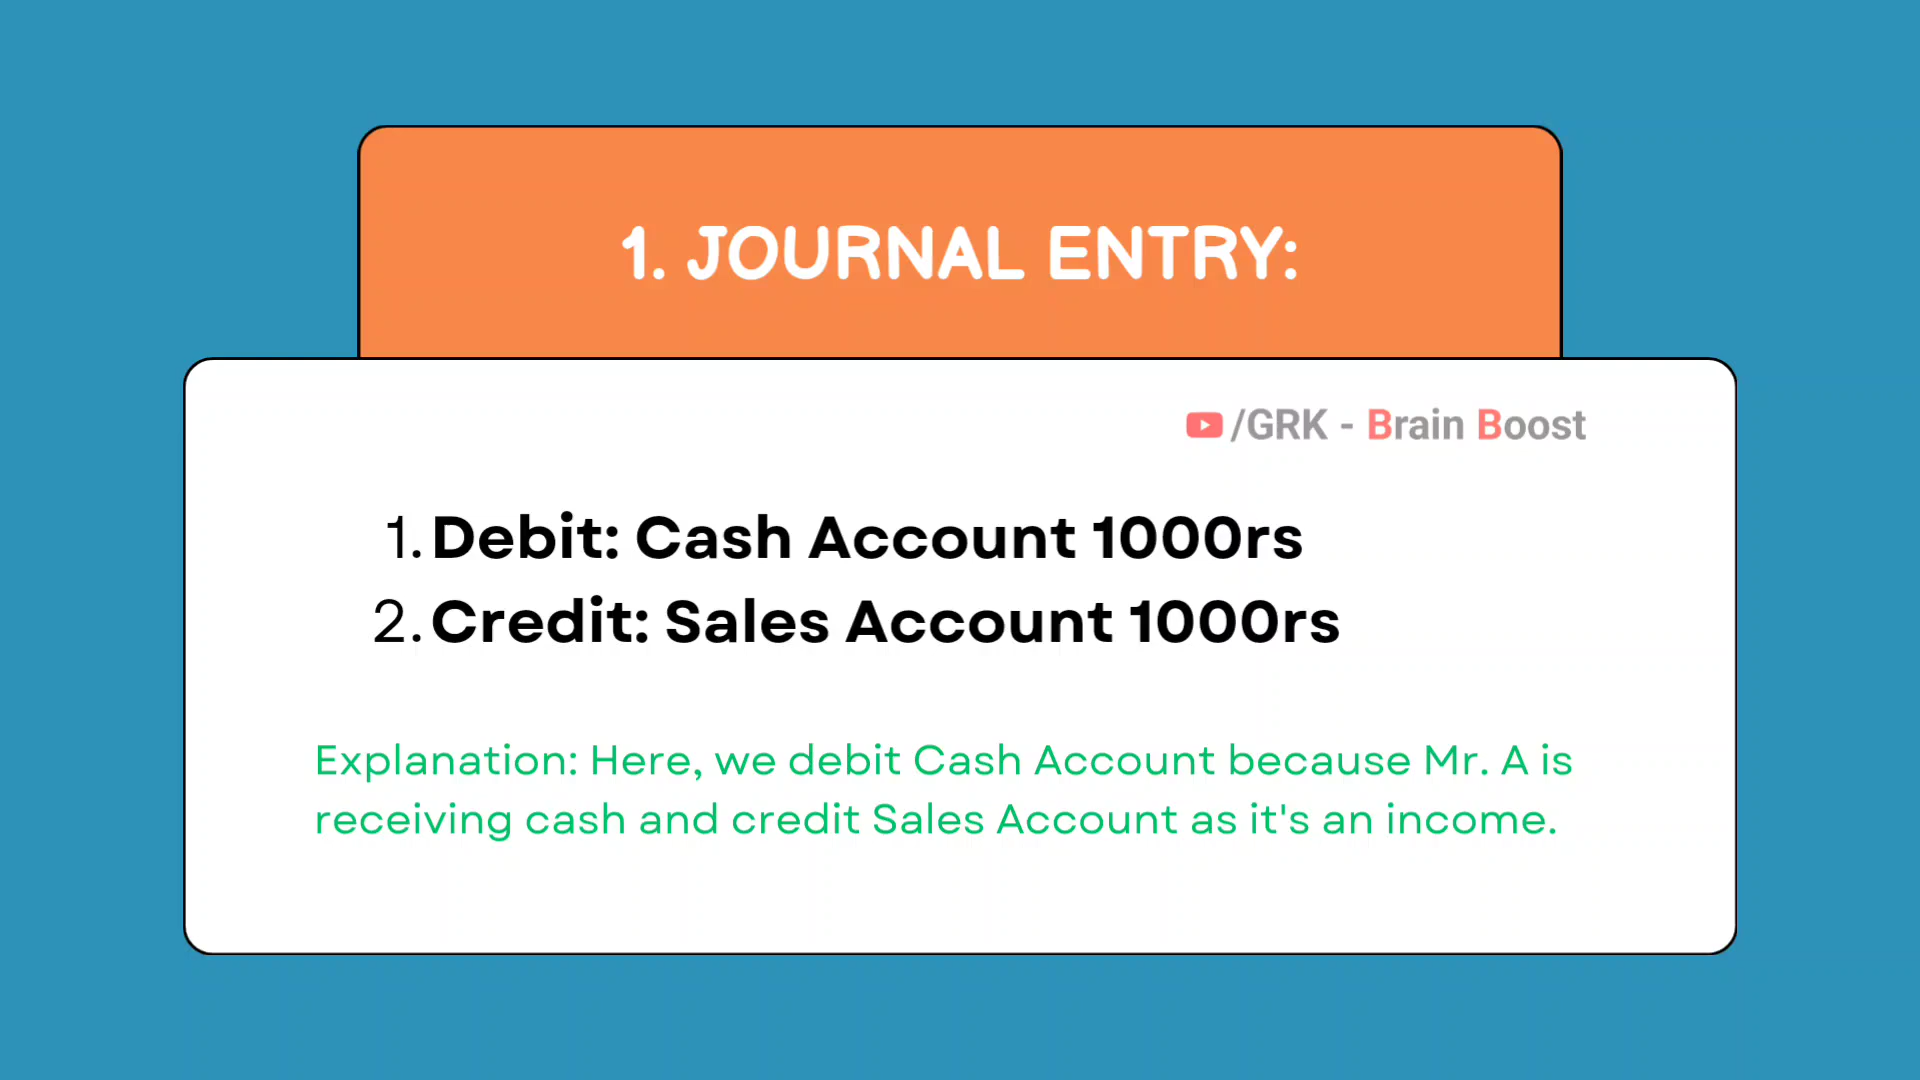 1. JOURNAL ENTRY:
/GRK - Brain Boost
1. Debit: Cash Account 1000rs
2. Credit: Sales Account 1000rs
Explanation: Here, we debit Cash Account because Mr. A is
receiving cash and credit Sales Account as it's an income.